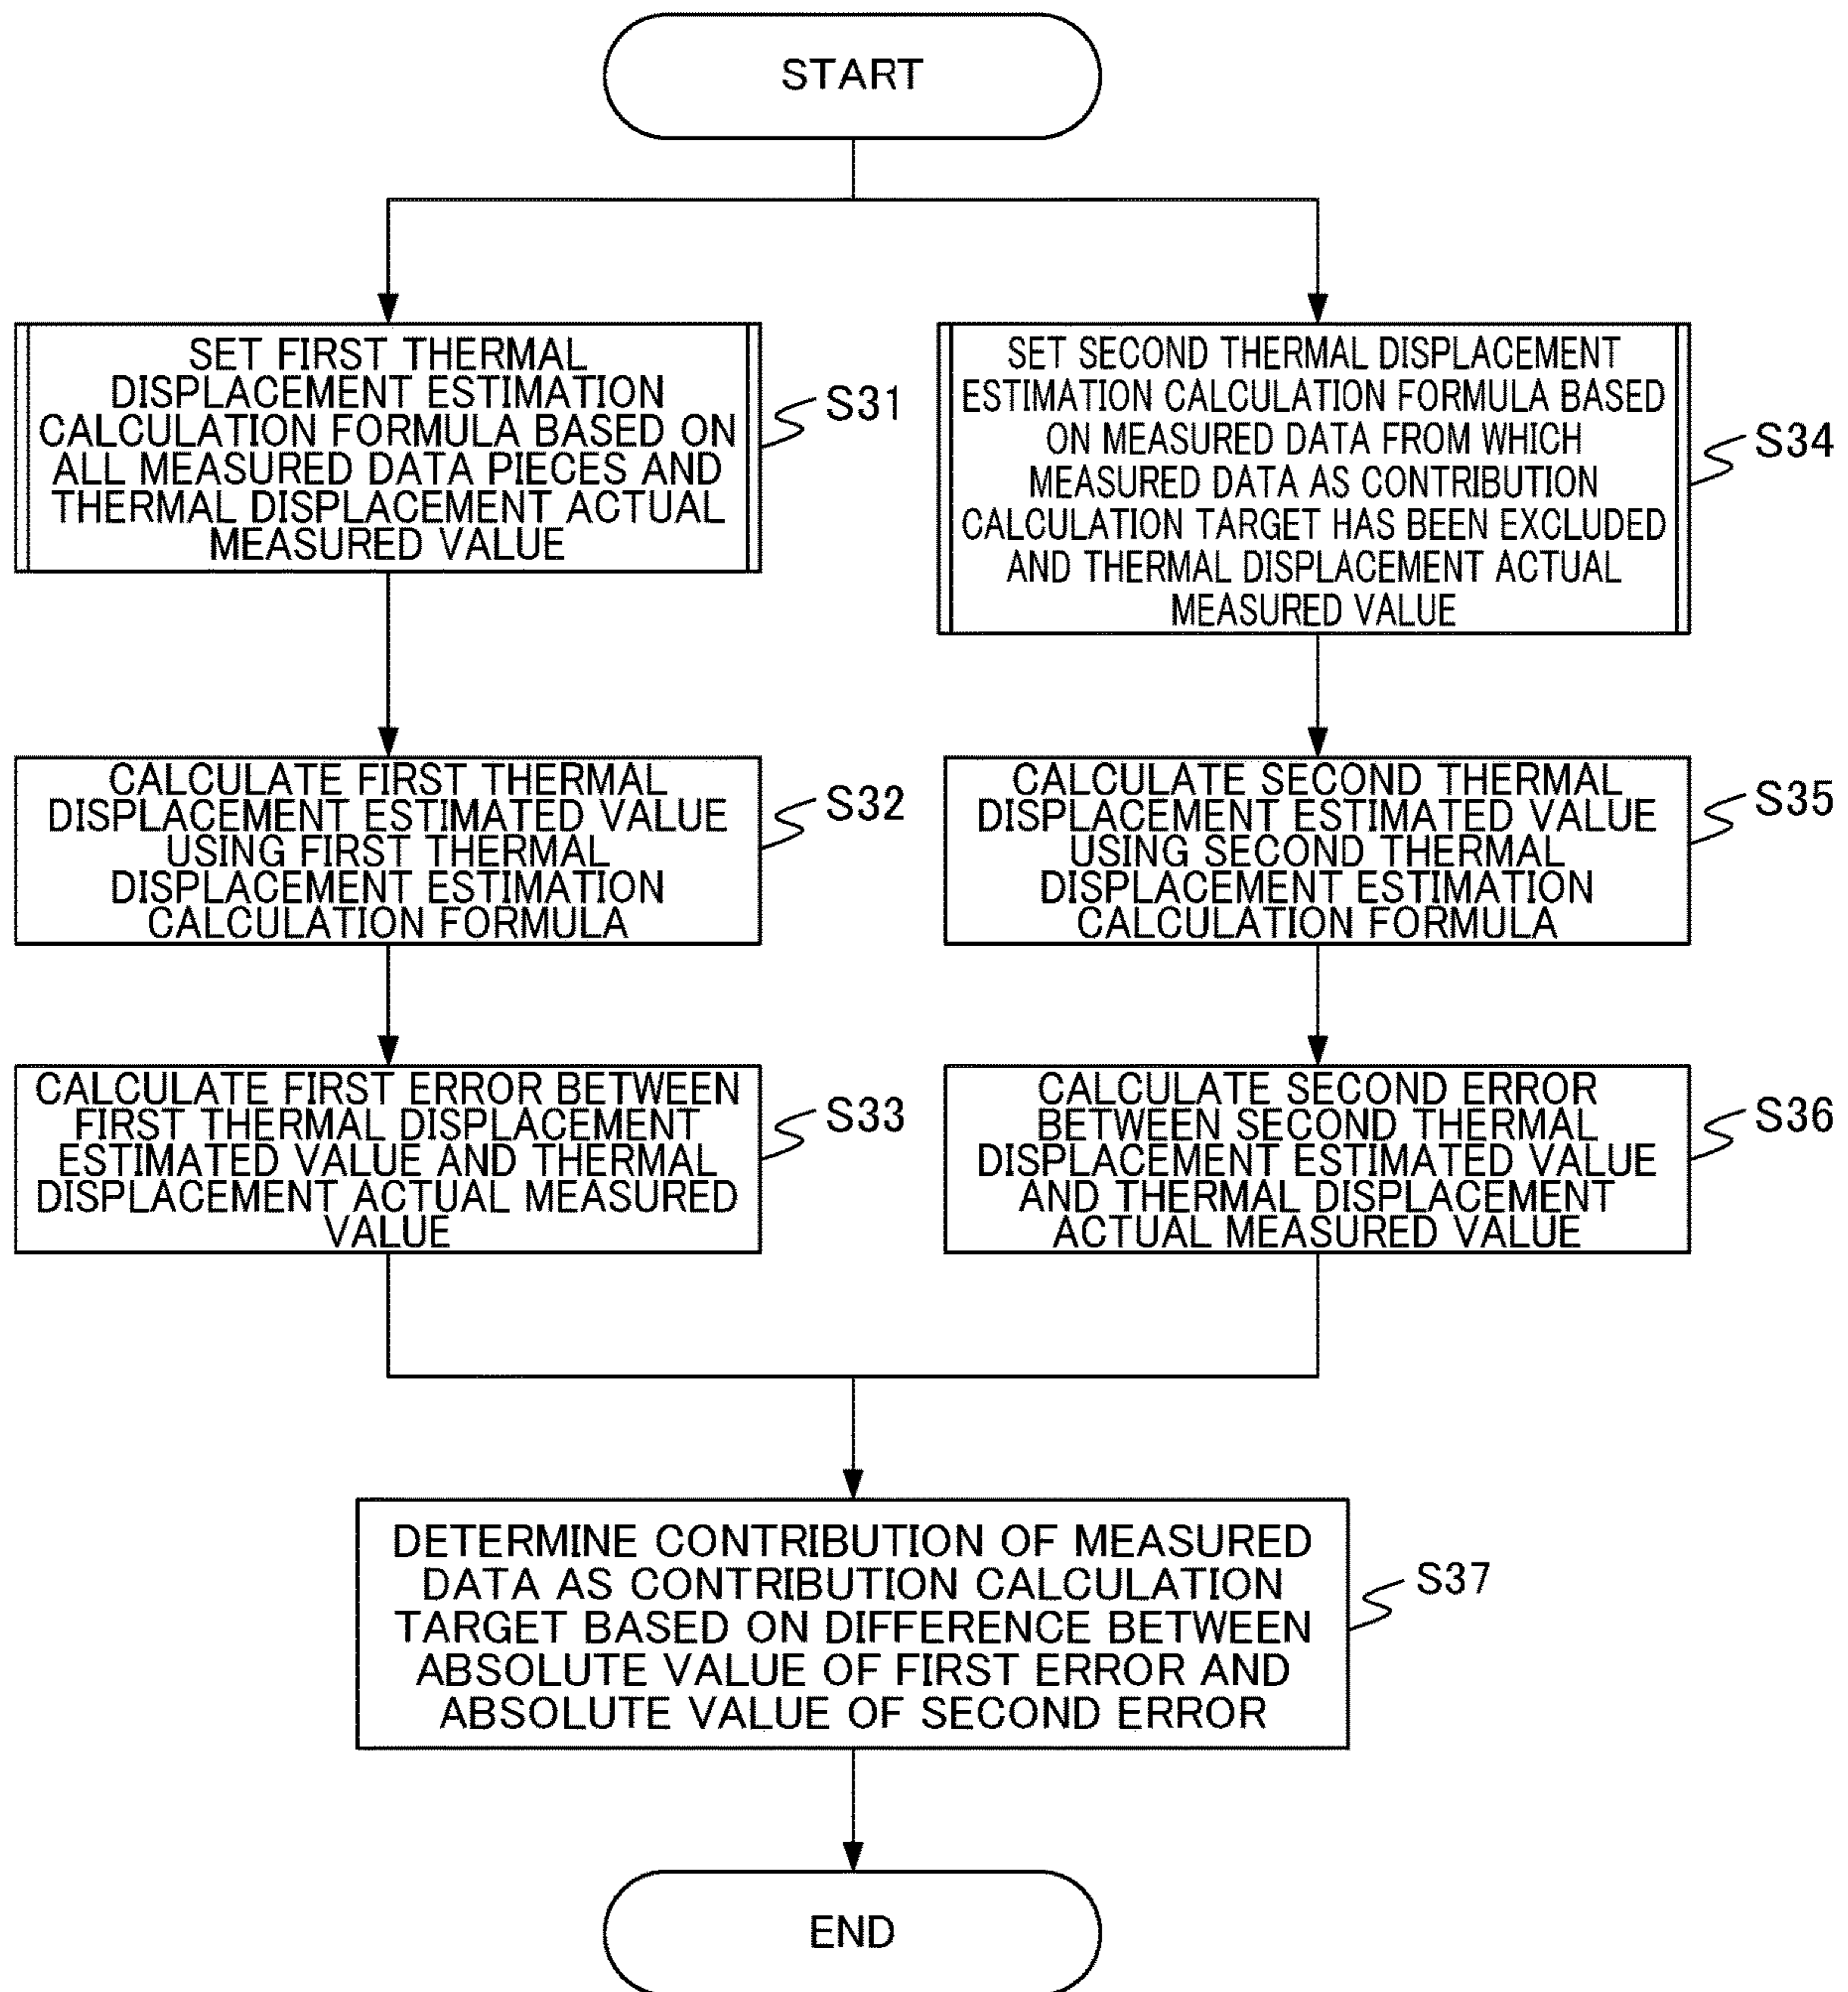 START
SET FIRST THERMAL
DISPLACEMENT ESTIMATION
CALCULATION FORMULA BASED ON
ALL MEASURED DATA PIECES AND
THERMAL DISPLACEMENT ACTUAL
MEASURED VALUE
S31
CALCULATE FIRST THERMAL
DISPLACEMENT ESTIMATED VALUE
USING FIRST THERMAL
DISPLACEMENT ESTIMATION
CALCULATION FORMULA
S32
CALCULATE FIRST ERROR BETWEEN
FIRST THERMAL DISPLACEMENT
ESTIMATED VALUE AND THERMAL
DISPLACEMENT ACTUAL MEASURED
VALUE
S33
SET SECOND THERMAL DISPLACEMENT
ESTIMATION CALCULATION FORMULA BASED
ON MEASURED DATA FROM WHICH
MEASURED DATA AS CONTRIBUTION
CALCULATION TARGET HAS BEEN EXCLUDED
AND THERMAL DISPLACEMENT ACTUAL
MEASURED VALUE
S34
CALCULATE SECOND THERMAL
DISPLACEMENT ESTIMATED VALUE
USING SECOND THERMAL
DISPLACEMENT ESTIMATION
CALCULATION FORMULA
S35
CALCULATE SECOND ERROR
BETWEEN SECOND THERMAL
DISPLACEMENT ESTIMATED VALUE
AND THERMAL DISPLACEMENT
ACTUAL MEASURED VALUE
S36
DETERMINE CONTRIBUTION OF MEASURED
DATA AS CONTRIBUTION CALCULATION
TARGET BASED ON DIFFERENCE BETWEEN
ABSOLUTE VALUE OF FIRST ERROR AND
ABSOLUTE VALUE OF SECOND ERROR
S37
END